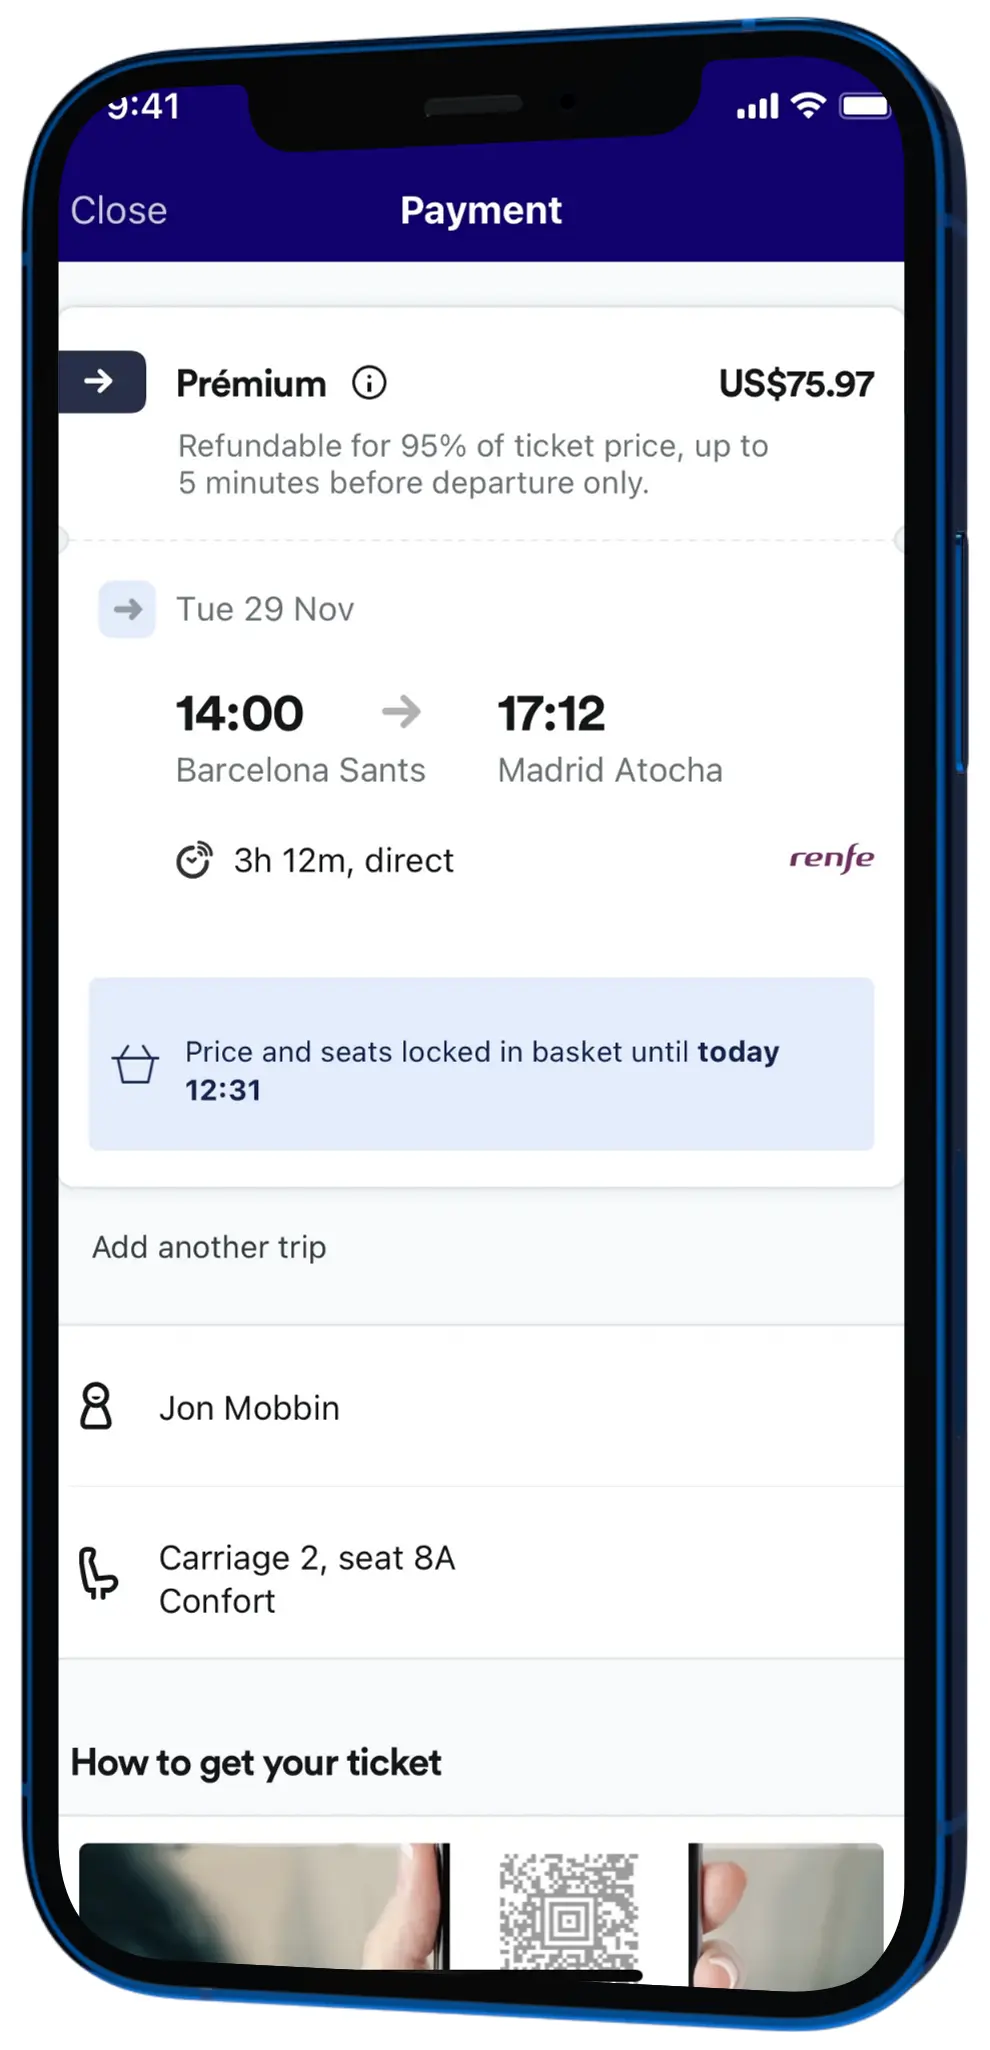 9:41
Close Payment
Prémium US$75.97
Refundable for 95% of ticket price, up to
5 minutes before departure only.
Tue 29 Nov
14:00 17:12
Barcelona Sants Madrid Atocha
3h 12m, direct renfe
Price and seats locked in basket until today
12:31
Add another trip
Jon Mobbin
Carriage 2, seat 8A
Confort
How to get your ticket